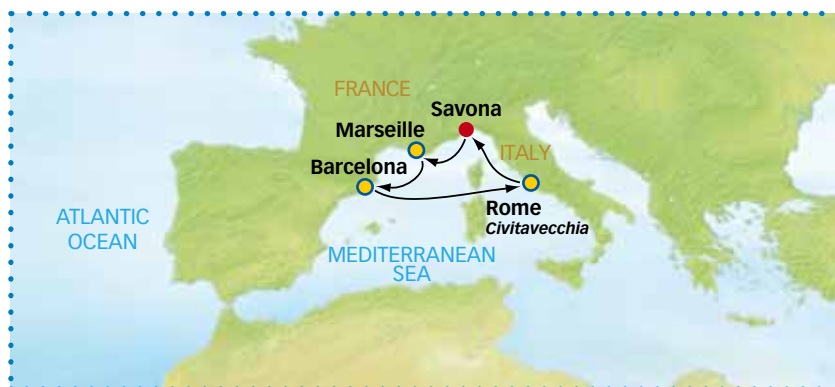 FRANCE
Savona
Marseille
ITALY
Barcelona
Rome
Civitavecchia
ATLANTIC
OCEAN
MEDITERRANEAN
SEA